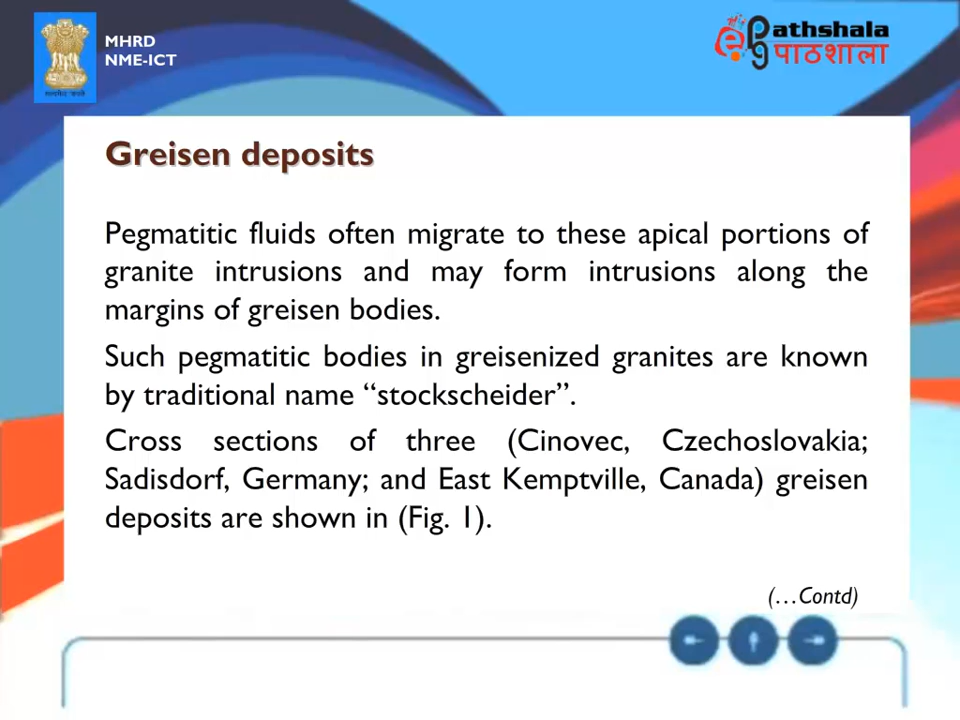 MHRD
NME-ICT
ePG Pathshala
पाठशाला
Greisen deposits
Pegmatitic fluids often migrate to these apical portions of
granite intrusions and may form intrusions along the
margins of greisen bodies.
Such pegmatitic bodies in greisenized granites are known
by traditional name “stockscheider”.
Cross sections of three (Cinovec, Czechoslovakia;
Sadisdorf, Germany; and East Kemptville, Canada) greisen
deposits are shown in (Fig. 1).
(…Contd)